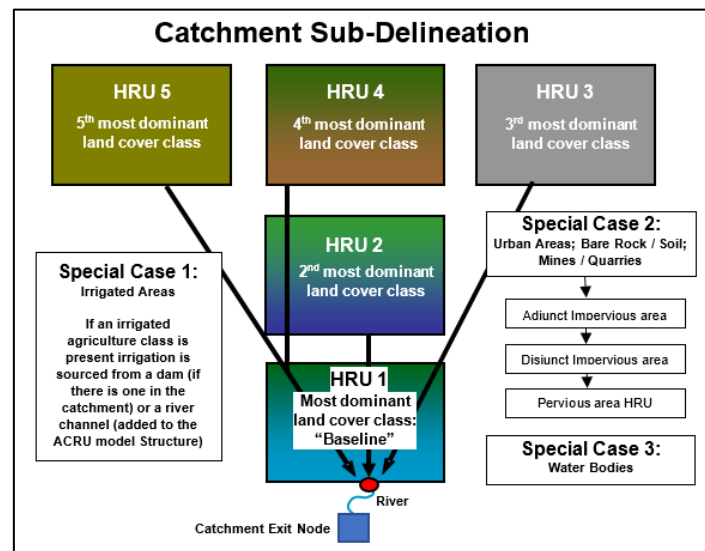 Catchment Sub-Delineation
HRU 5
5th most dominant
land cover class
HRU 4
4th most dominant
land cover class
HRU 3
3rd most dominant
land cover class
HRU 2
2nd most dominant
land cover class
Special Case 1:
Irrigated Areas
If an irrigated
agriculture class is
present irrigation is
sourced from a dam (if
there is one in the
catchment) or a river
channel (added to the
ACRU model Structure)
Special Case 2:
Urban Areas; Bare Rock / Soil;
Mines / Quarries
Adjunct Impervious area
Disjunct Impervious area
Pervious area HRU
HRU 1
Most dominant
land cover class:
“Baseline”
Special Case 3:
Water Bodies
River
Catchment Exit Node